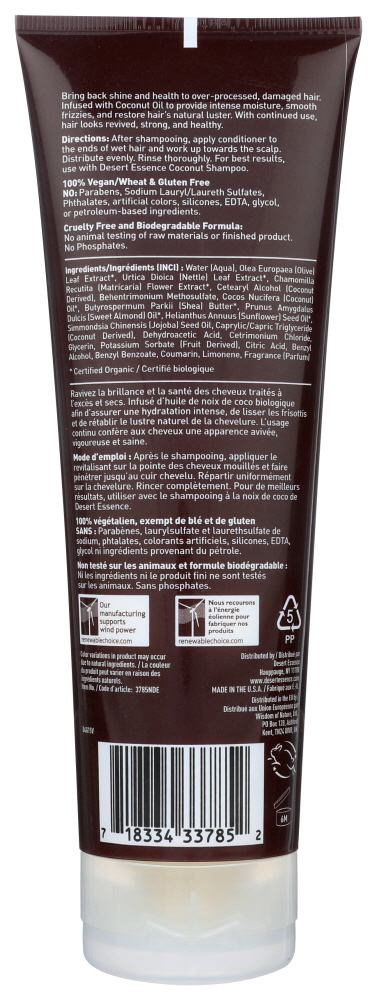 Bring back shine and health to over-processed, damaged hair.
Infused with Coconut Oil to provide intense moisture, smooth
frizzies, and restore hair's natural luster. With continued use,
hair looks revived, strong, and healthy.
Directions: After shampooing, apply conditioner to
the ends of wet hair and work up towards the scalp.
Distribute evenly. Rinse thoroughly. For best results,
use with Desert Essence Coconut Shampoo.
100% Vegan/Wheat & Gluten Free
NO: Parabens, Sodium Lauryl/Laureth Sulfates,
Phthalates, artificial colors, silicones, EDTA, glycol,
or petroleum-based ingredients.
Cruelty Free and Biodegradable Formula:
No animal testing of raw materials or finished product.
No Phosphates.
Ingredients/Ingrédients (INCI) : Water (Aqua), Olea Europaea (Olive)
Leaf Extract*, Urtica Dioica (Nettle) Leaf Extract*, Chamomilla
Recutita (Matricaria) Flower Extract*, Cetearyl Alcohol (Coconut
Derived), Behentrimonium Methosulfate, Cocos Nucifera (Coconut)
Oil*, Butyrospermum Parkii (Shea) Butter*, Prunus Amygdalus
Dulcis (Sweet Almond) Oil*, Helianthus Annuus (Sunflower) Seed Oil*,
Simmondsia Chinensis (Jojoba) Seed Oil, Caprylic/Capric Triglyceride
(Coconut Derived), Dehydroacetic Acid, Cetrimonium Chloride,
Glycerin, Potassium Sorbate (Fruit Derived), Citric Acid, Benzyl
Alcohol, Benzyl Benzoate, Coumarin, Limonene, Fragrance (Parfum)
* Certified Organic / Certifié biologique
Ravivez la brillance et la santé des cheveux traités à
l'excès et secs. Infusé d'huile de noix de coco biologique
afin d'assurer une hydratation intense, de lisser les frisottis
et de rétablir le lustre naturel de la chevelure. L'usage
continu confère aux cheveux une apparence avivée,
vigoureuse et saine.
Mode d'emploi : Après le shampooing, appliquer le
revitalisant sur la pointe des cheveux mouillés et faire
pénétrer jusqu'au cuir chevelu. Répartir uniformément
sur la chevelure. Rincer complètement. Pour de meilleurs
résultats, utiliser avec le shampooing à la noix de coco de
Desert Essence.
100% végétalien, exempt de blé et de gluten
SANS : Parabènes, laurylsulfate et laurethsulfate de
sodium, phtalates, colorants artificiels, silicones, EDTA,
glycol ni ingrédients provenant du pétrole.
Non testé sur les animaux et formule biodégradable :
Ni les ingrédients ni le produit fini ne sont testés
sur les animaux. Sans phosphates.
Our
manufacturing
supports
wind power
renewablechoice.com
Nous recourons
à l'énergie
éolienne pour
fabriquer nos
produits
renewablechoice.com
5
PP
Color variations in product may occur
due to natural ingredients. / La couleur
du produit peut varier en raison des
ingrédients naturels.
Item No. / Code d'article: 3785NDE
Distributed by / Distribué par
Desert Essence
Hauppauge, NY 11788
www.desertessence.com
MADE IN THE U.S.A. / Fabriqué aux É.-U.
Distributed in the EU by/
Distribué aux Union Européenne par
Wisdom of Nature, Ltd.
PO Box 128, Ashford
Kent,
6M
7 18334 33785 2